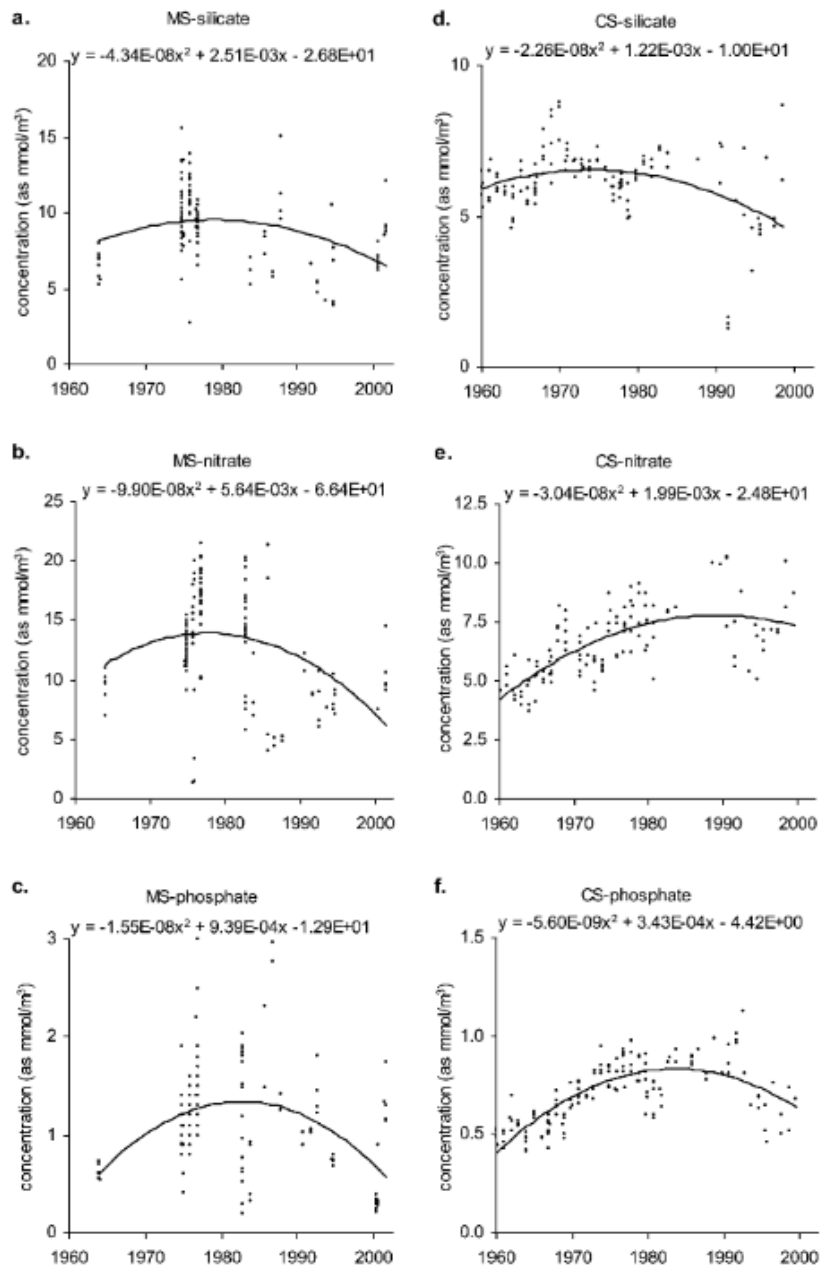 a.
MS-silicate
y = -4.34E-08x² + 2.51E-03x - 2.68E+01
concentration (as mmol/m³)
20
15
10
5
0
1960 1970 1980 1990 2000
b.
MS-nitrate
y = -9.90E-08x² + 5.64E-03x - 6.64E+01
concentration (as mmol/m³)
25
20
15
10
5
0
1960 1970 1980 1990 2000
c.
MS-phosphate
y = -1.55E-08x² + 9.39E-04x -1.29E+01
concentration (as mmol/m³)
3
2
1
0
1960 1970 1980 1990 2000
d.
CS-silicate
y = -2.26E-08x² + 1.22E-03x - 1.00E+01
concentration (as mmol/m³)
10
5
0
1960 1970 1980 1990 2000
e.
CS-nitrate
y = -3.04E-08x² + 1.99E-03x - 2.48E+01
concentration (as mmol/m³)
12.5
10.0
7.5
5.0
2.5
0.0
1960 1970 1980 1990 2000
f.
CS-phosphate
y = -5.60E-09x² + 3.43E-04x - 4.42E+00
concentration (as mmol/m³)
1.5
1.0
0.5
0.0
1960 1970 1980 1990 2000